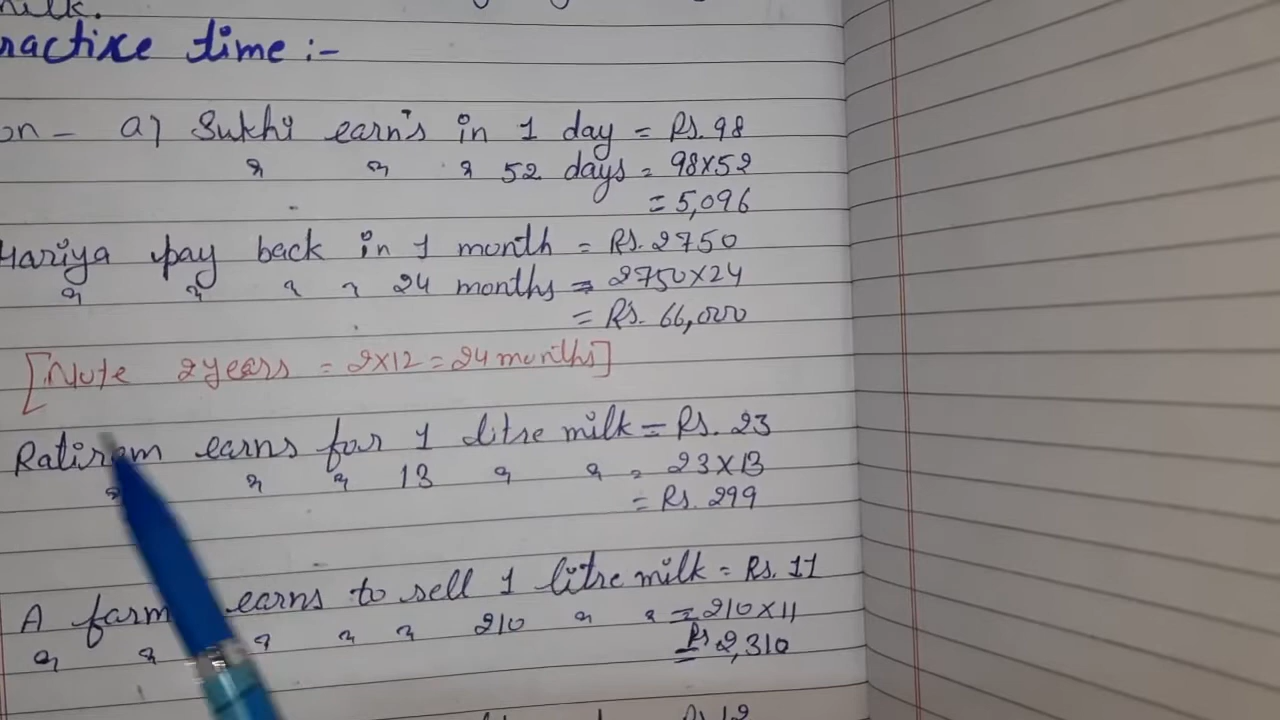 milk.
ractice time :-
on - a) Sukhi earn's in 1 day = Rs. 98
" " " 52 days = 98x52
= 5,096
Hariya pay back in 1 month = Rs. 2750
" " " " 24 months = 2750x24
= Rs. 66,000
[Note 2 years = 2x12 = 24 months]
Ratiram earns for 1 litre milk = Rs. 23
" " " 13 " " = 23x13
= Rs. 299
A farm earns to sell 1 litre milk = Rs. 11
" " " " " 210 " " = 210x11
= Rs 2,310